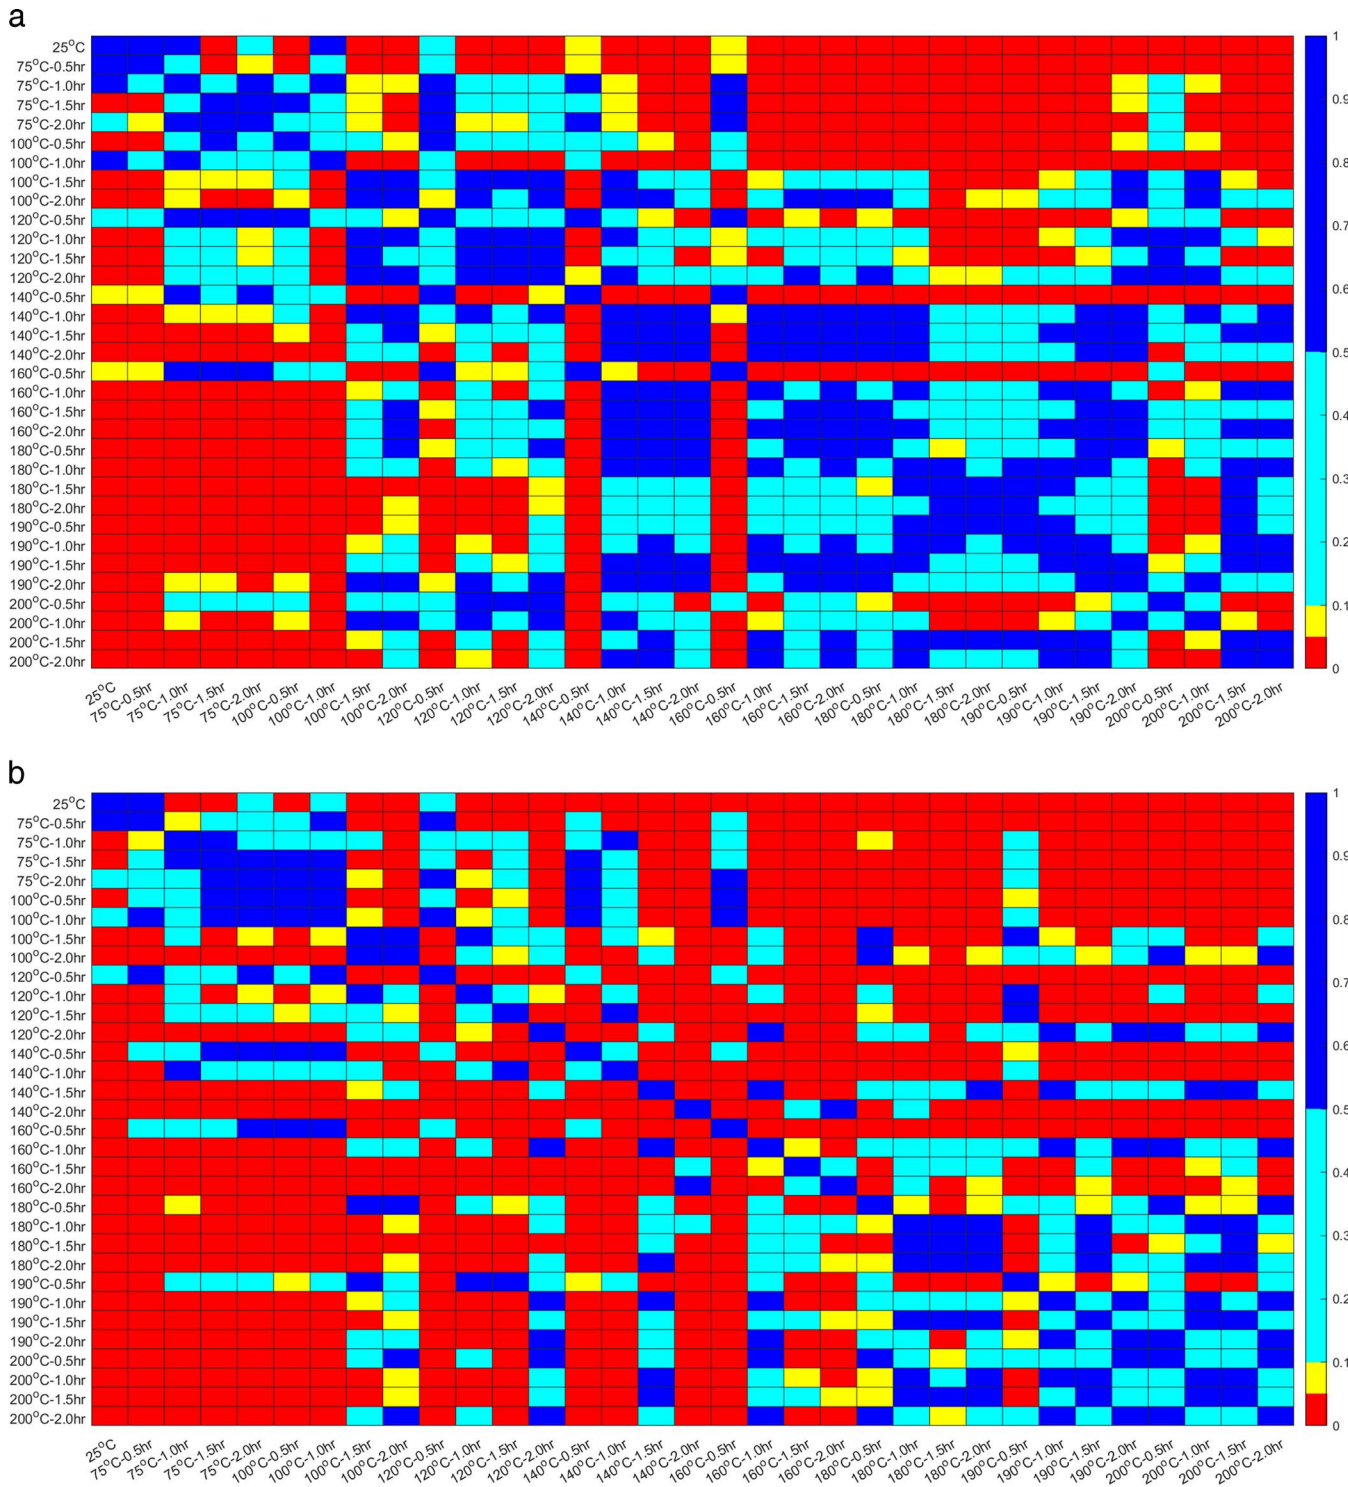 a
25°C
75°C-0.5hr
75°C-1.0hr
75°C-1.5hr
75°C-2.0hr
100°C-0.5hr
100°C-1.0hr
100°C-1.5hr
100°C-2.0hr
120°C-0.5hr
120°C-1.0hr
120°C-1.5hr
120°C-2.0hr
140°C-0.5hr
140°C-1.0hr
140°C-1.5hr
140°C-2.0hr
160°C-0.5hr
160°C-1.0hr
160°C-1.5hr
160°C-2.0hr
180°C-0.5hr
180°C-1.0hr
180°C-1.5hr
180°C-2.0hr
190°C-0.5hr
190°C-1.0hr
190°C-1.5hr
190°C-2.0hr
200°C-0.5hr
200°C-1.0hr
200°C-1.5hr
200°C-2.0hr
1
0.9
0.8
0.7
0.6
0.5
0.4
0.3
0.2
0.1
0
25°C 75°C-0.5hr 75°C-1.0hr 75°C-1.5hr 75°C-2.0hr 100°C-0.5hr 100°C-1.0hr 100°C-1.5hr 100°C-2.0hr 120°C-0.5hr 120°C-1.0hr 120°C-1.5hr 120°C-2.0hr 140°C-0.5hr 140°C-1.0hr 140°C-1.5hr 140°C-2.0hr 160°C-0.5hr 160°C-1.0hr 160°C-1.5hr 160°C-2.0hr 180°C-0.5hr 180°C-1.0hr 180°C-1.5hr 180°C-2.0hr 190°C-0.5hr 190°C-1.0hr 190°C-1.5hr 190°C-2.0hr 200°C-0.5hr 200°C-1.0hr 200°C-1.5hr 200°C-2.0hr
b
25°C
75°C-0.5hr
75°C-1.0hr
75°C-1.5hr
75°C-2.0hr
100°C-0.5hr
100°C-1.0hr
100°C-1.5hr
100°C-2.0hr
120°C-0.5hr
120°C-1.0hr
120°C-1.5hr
120°C-2.0hr
140°C-0.5hr
140°C-1.0hr
140°C-1.5hr
140°C-2.0hr
160°C-0.5hr
160°C-1.0hr
160°C-1.5hr
160°C-2.0hr
180°C-0.5hr
180°C-1.0hr
180°C-1.5hr
180°C-2.0hr
190°C-0.5hr
190°C-1.0hr
190°C-1.5hr
190°C-2.0hr
200°C-0.5hr
200°C-1.0hr
200°C-1.5hr
200°C-2.0hr
1
0.9
0.8
0.7
0.6
0.5
0.4
0.3
0.2
0.1
0
25°C 75°C-0.5hr 75°C-1.0hr 75°C-1.5hr 75°C-2.0hr 100°C-0.5hr 100°C-1.0hr 100°C-1.5hr 100°C-2.0hr 120°C-0.5hr 120°C-1.0hr 120°C-1.5hr 120°C-2.0hr 140°C-0.5hr 140°C-1.0hr 140°C-1.5hr 140°C-2.0hr 160°C-0.5hr 160°C-1.0hr 160°C-1.5hr 160°C-2.0hr 180°C-0.5hr 180°C-1.0hr 180°C-1.5hr 180°C-2.0hr 190°C-0.5hr 190°C-1.0hr 190°C-1.5hr 190°C-2.0hr 200°C-0.5hr 200°C-1.0hr 200°C-1.5hr 200°C-2.0hr